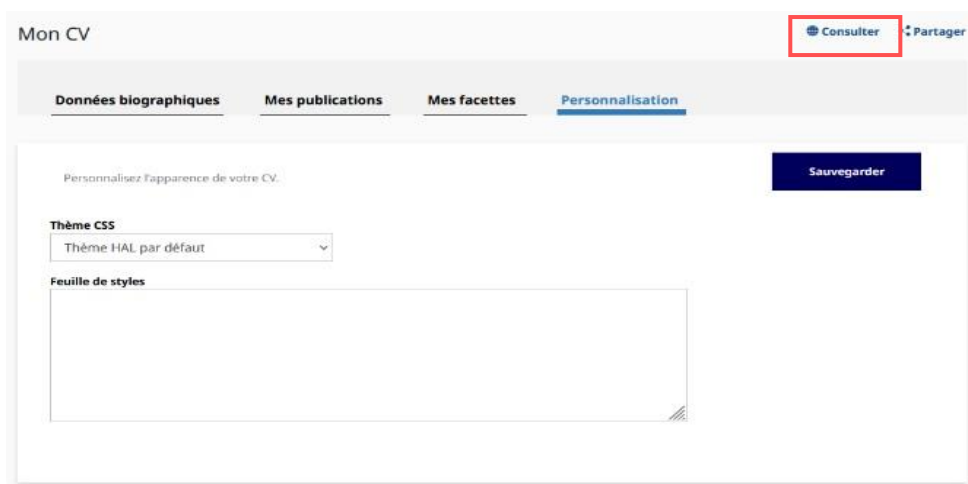 Mon CV
Consulter
Partager
Données biographiques
Mes publications
Mes facettes
Personnalisation
Personnalisez l'apparence de votre CV.
Sauvegarder
Thème CSS
Thème HAL par défaut
Feuille de styles